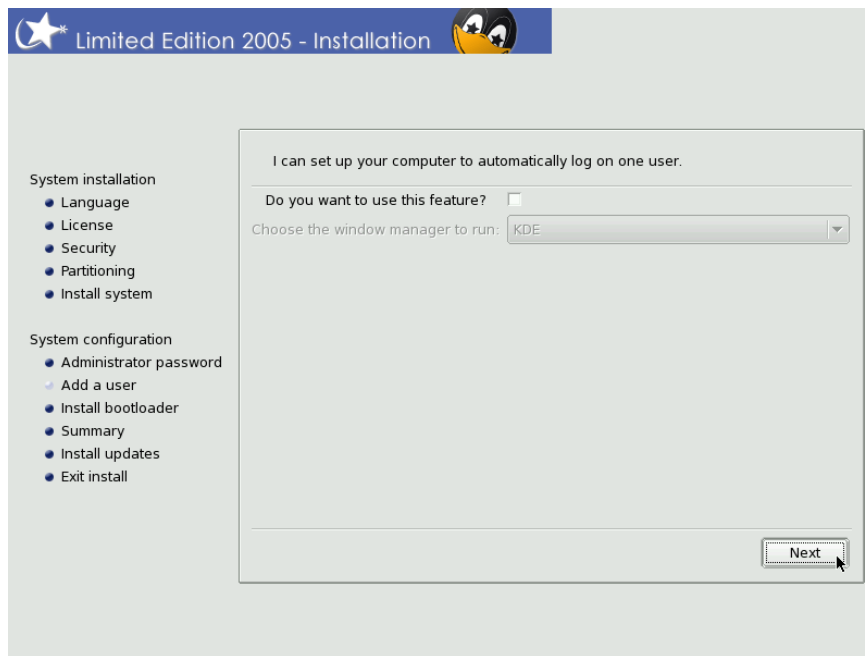 Limited Edition 2005 - Installation
I can set up your computer to automatically log on one user.
Do you want to use this feature?
Choose the window manager to run: KDE
System installation
Language
License
Security
Partitioning
Install system
System configuration
Administrator password
Add a user
Install bootloader
Summary
Install updates
Exit install
Next